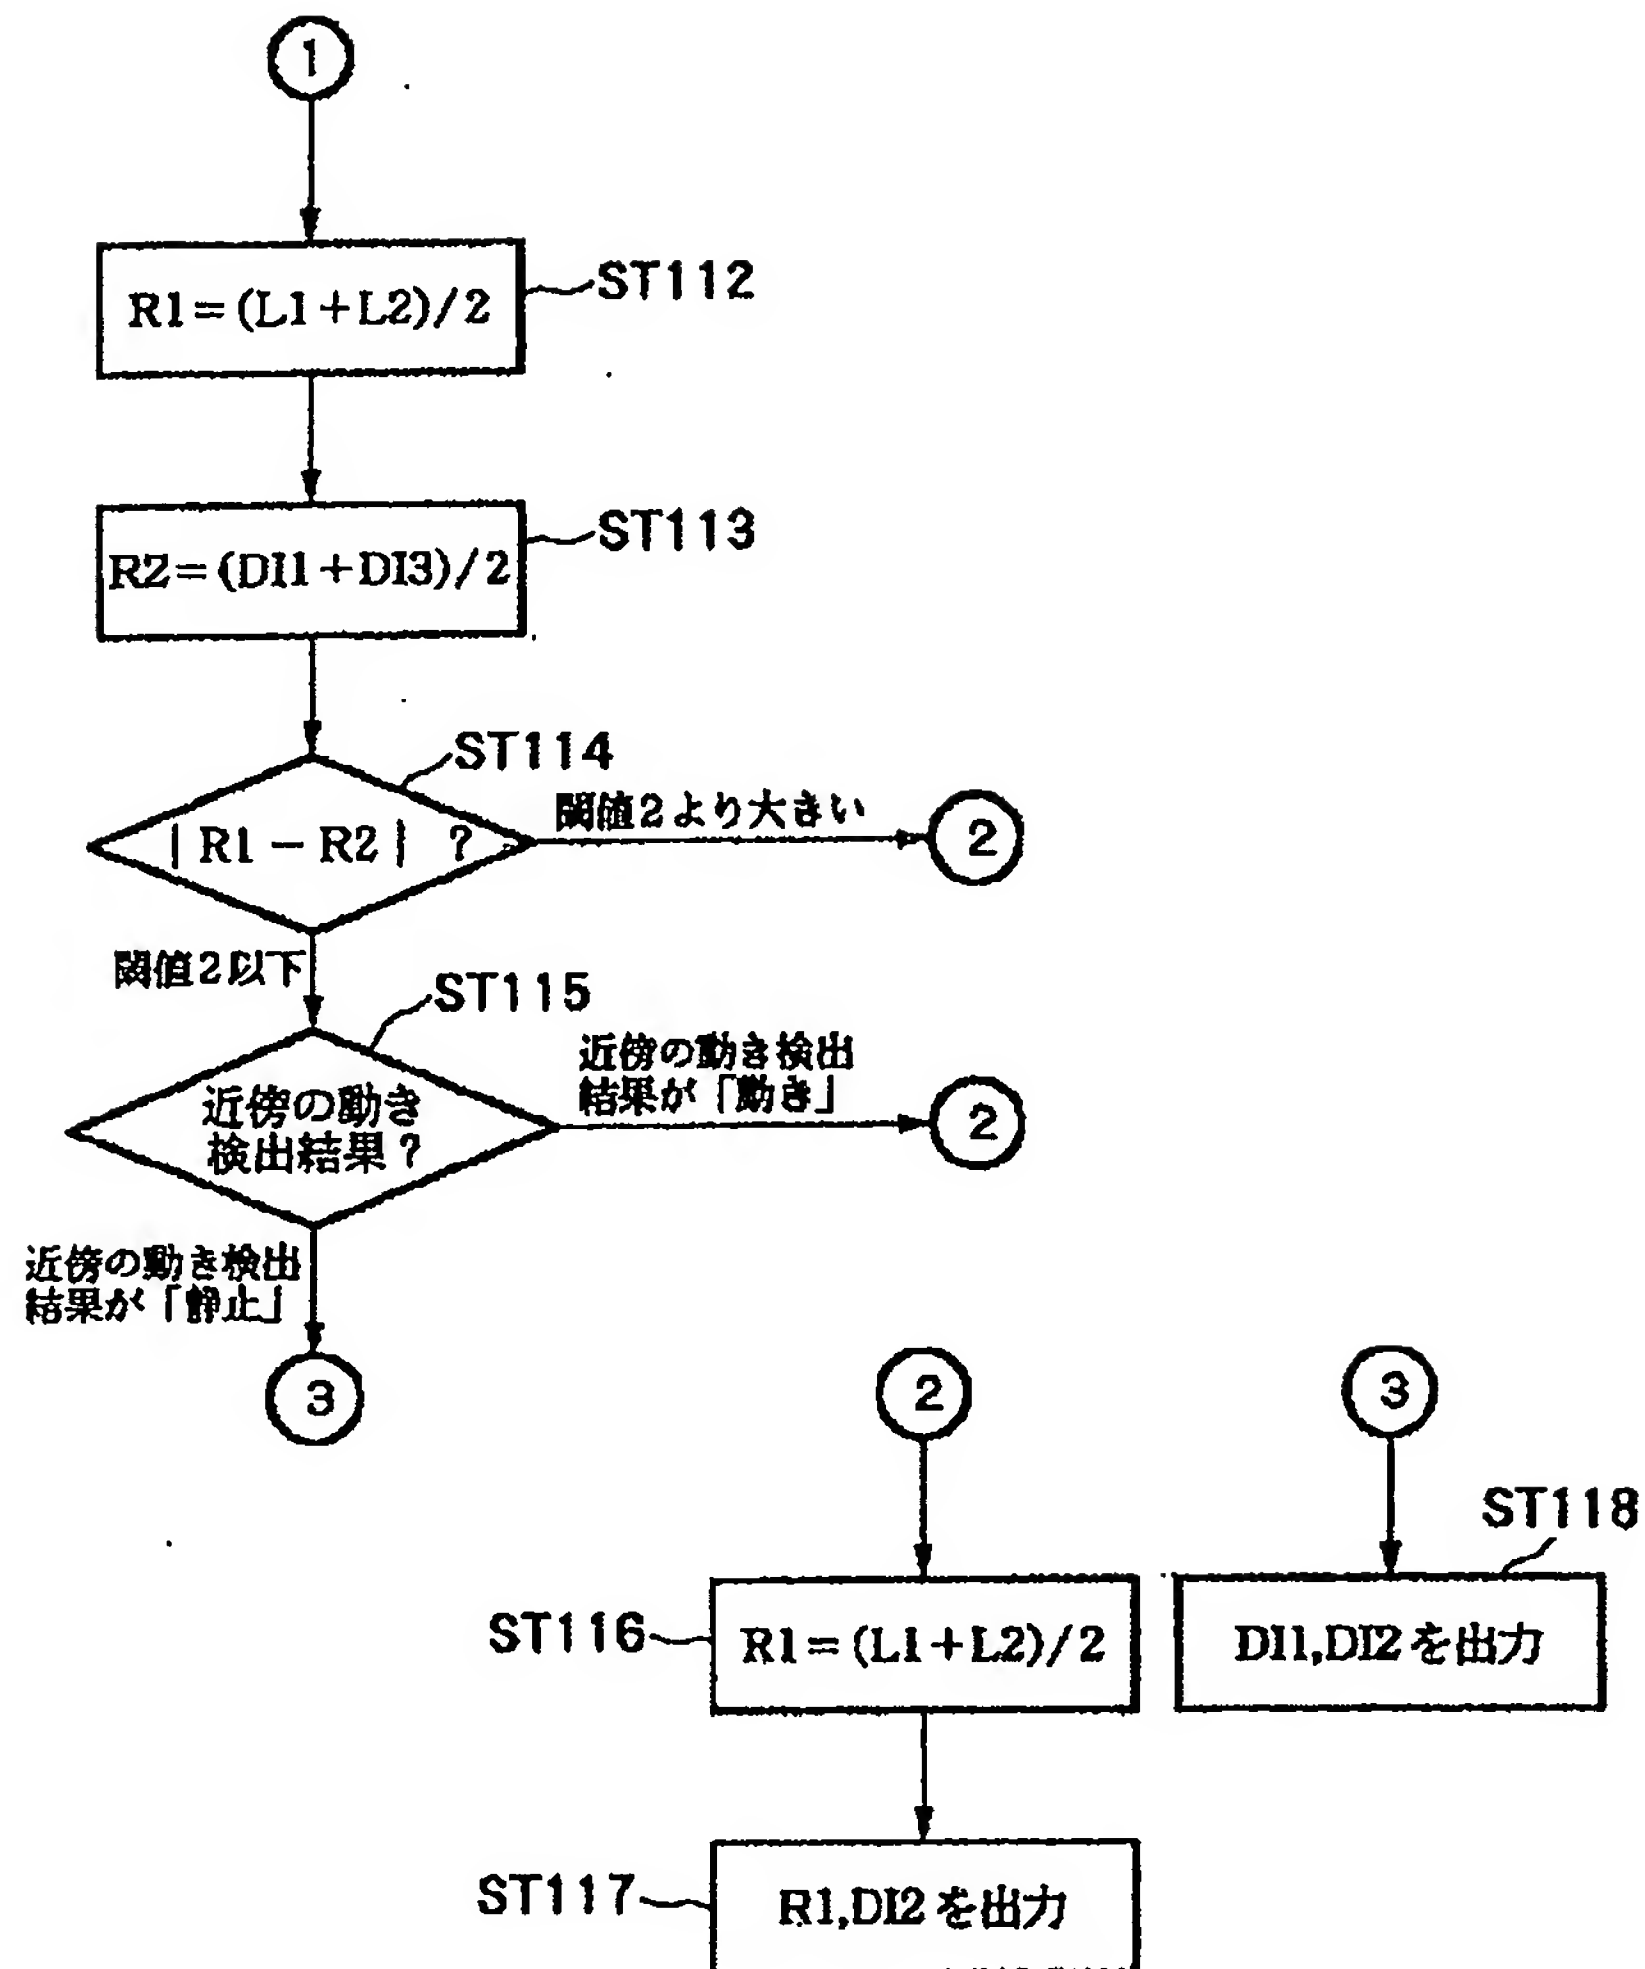 1
R1=(L1+L2)/2
ST112
R2=(DI1+DI3)/2
ST113
ST114
|R1-R2| ?
閾値2より大きい
2
閾値2以下
ST115
近傍の動き
検出結果?
近傍の動き検出
結果が「動き」
2
近傍の動き検出
結果が「静止」
3
2
3
ST116
R1=(L1+L2)/2
ST118
DI1,DI2を出力
ST117
R1,DI2を出力